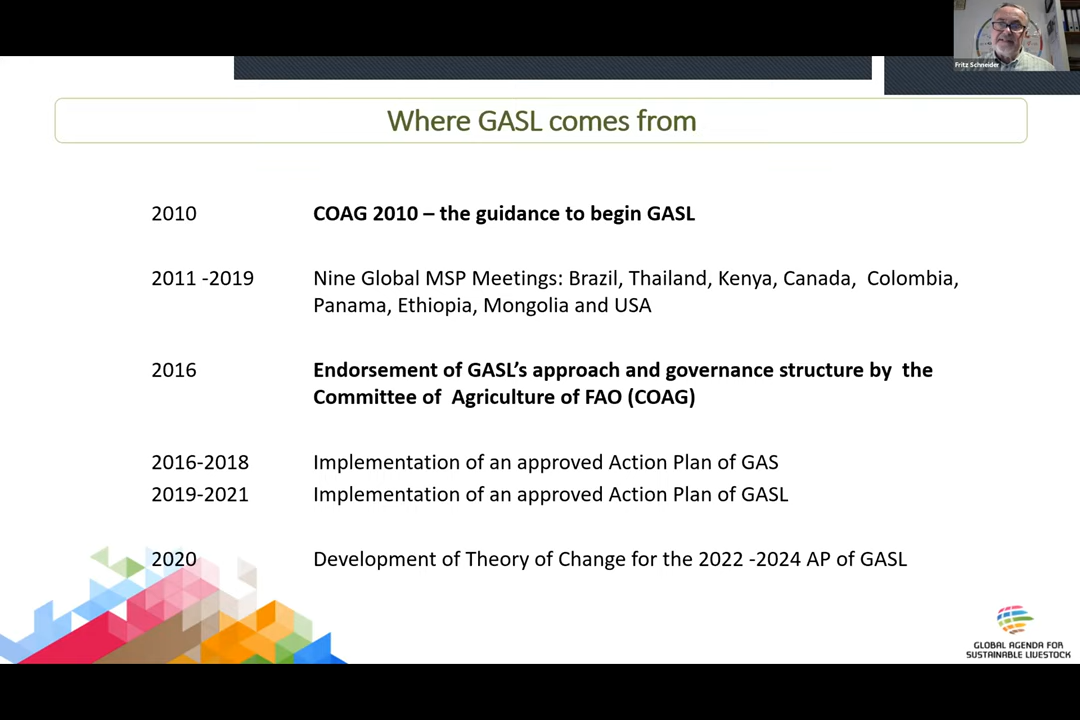 Fritz Schneider
Where GASL comes from
2010 COAG 2010 – the guidance to begin GASL
2011 -2019 Nine Global MSP Meetings: Brazil, Thailand, Kenya, Canada, Colombia,
Panama, Ethiopia, Mongolia and USA
2016 Endorsement of GASL’s approach and governance structure by the
Committee of Agriculture of FAO (COAG)
2016-2018 Implementation of an approved Action Plan of GAS
2019-2021 Implementation of an approved Action Plan of GASL
2020 Development of Theory of Change for the 2022 -2024 AP of GASL
GLOBAL AGENDA FOR
SUSTAINABLE LIVESTOCK